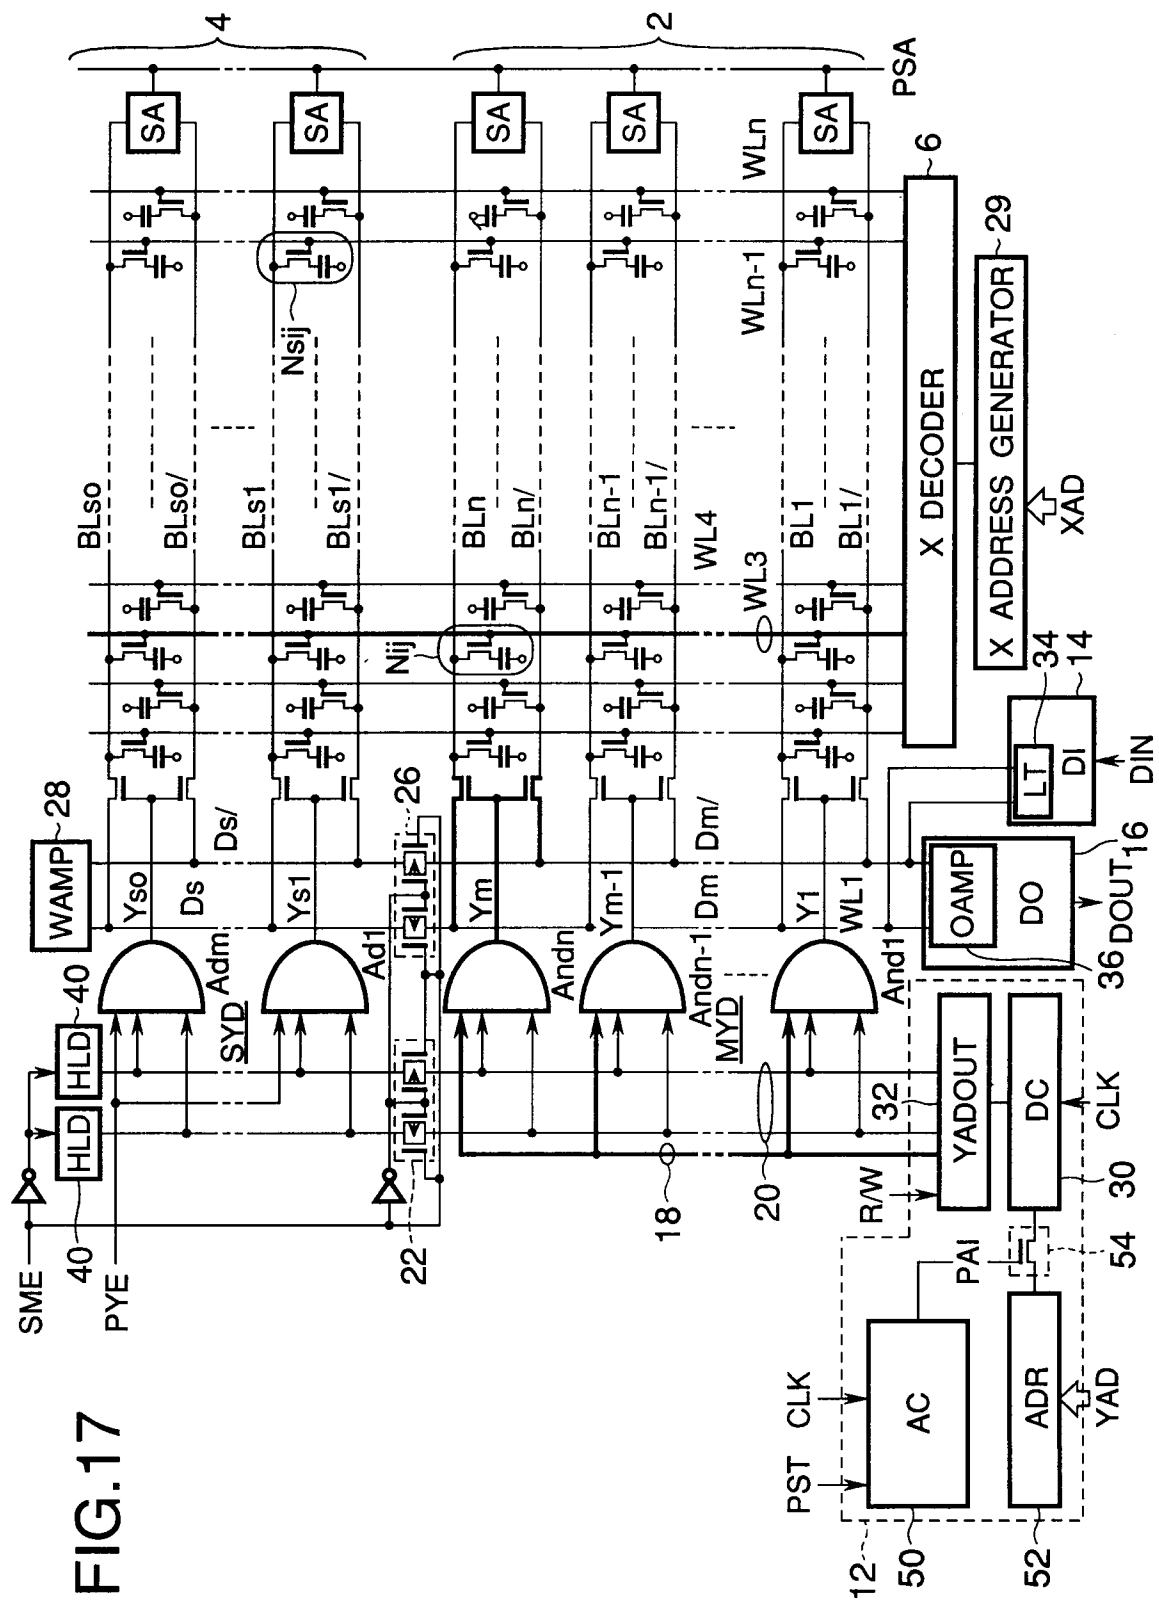 FIG.17
SME
PYE
40
HLD
HLD
40
WAMP
28
BLso
BLso/
SA
4
Yso
Ds
Ds/
Adm
SYD
BLs1
BLs1/
Nsij
SA
Ys1
Ad1
22
26
Nij
BLn
BLn/
SA
2
Ym
Andn
BLn-1
BLn-1/
SA
Ym-1
Dm
Dm/
Andn-1
MYD
18
20
WL4
WL3
WLn-1
WLn
BL1
BL1/
SA
PSA
Y1
WL1
And1
R/W
32
YADOUT
DC
CLK
30
PAI
54
PST
CLK
AC
ADR
YAD
12
50
52
36
OAMP
DO
DOUT
16
LT
DI
DIN
34
14
X DECODER
6
X ADDRESS GENERATOR
29
XAD